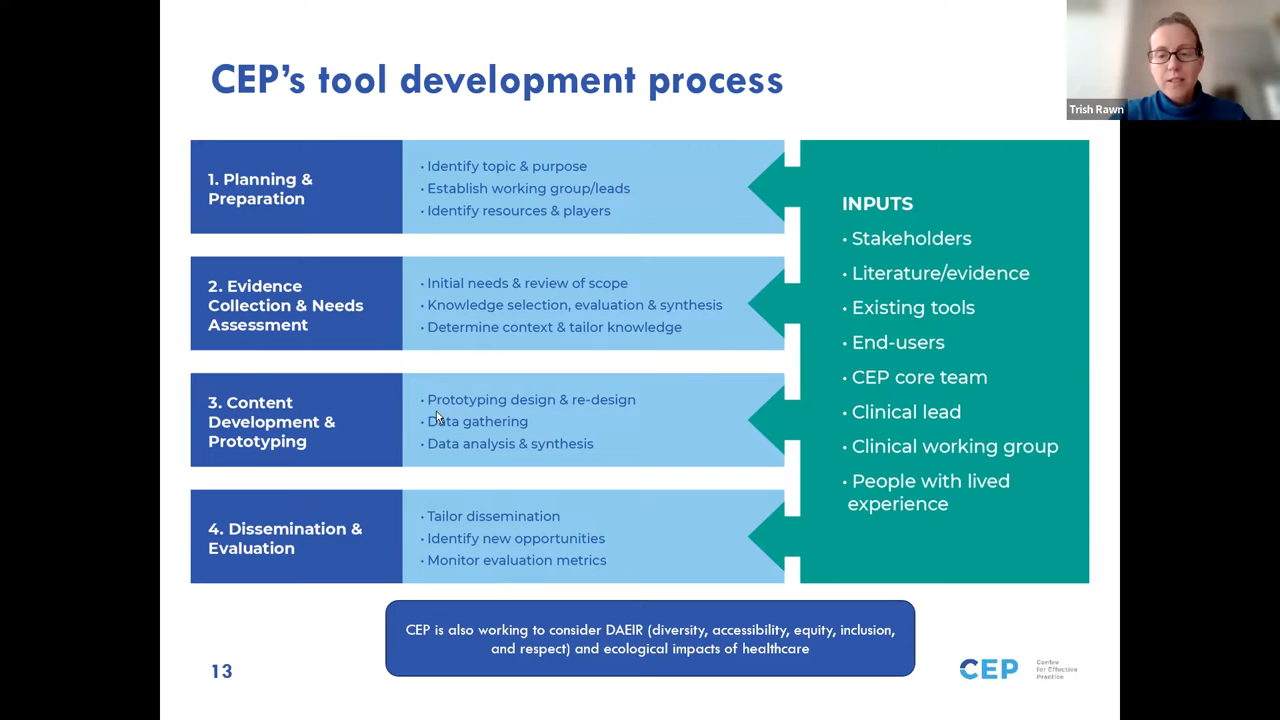 CEP's tool development process
Trish Rawn
1. Planning &
Preparation
• Identify topic & purpose
• Establish working group/leads
• Identify resources & players
2. Evidence
Collection & Needs
Assessment
• Initial needs & review of scope
• Knowledge selection, evaluation & synthesis
• Determine context & tailor knowledge
3. Content
Development &
Prototyping
• Prototyping design & re-design
• Data gathering
• Data analysis & synthesis
4. Dissemination &
Evaluation
• Tailor dissemination
• Identify new opportunities
• Monitor evaluation metrics
INPUTS
• Stakeholders
• Literature/evidence
• Existing tools
• End-users
• CEP core team
• Clinical lead
• Clinical working group
• People with lived
experience
CEP is also working to consider DAEIR (diversity, accessibility, equity, inclusion,
and respect) and ecological impacts of healthcare
13
CEP
Centre
for Effective
Practice